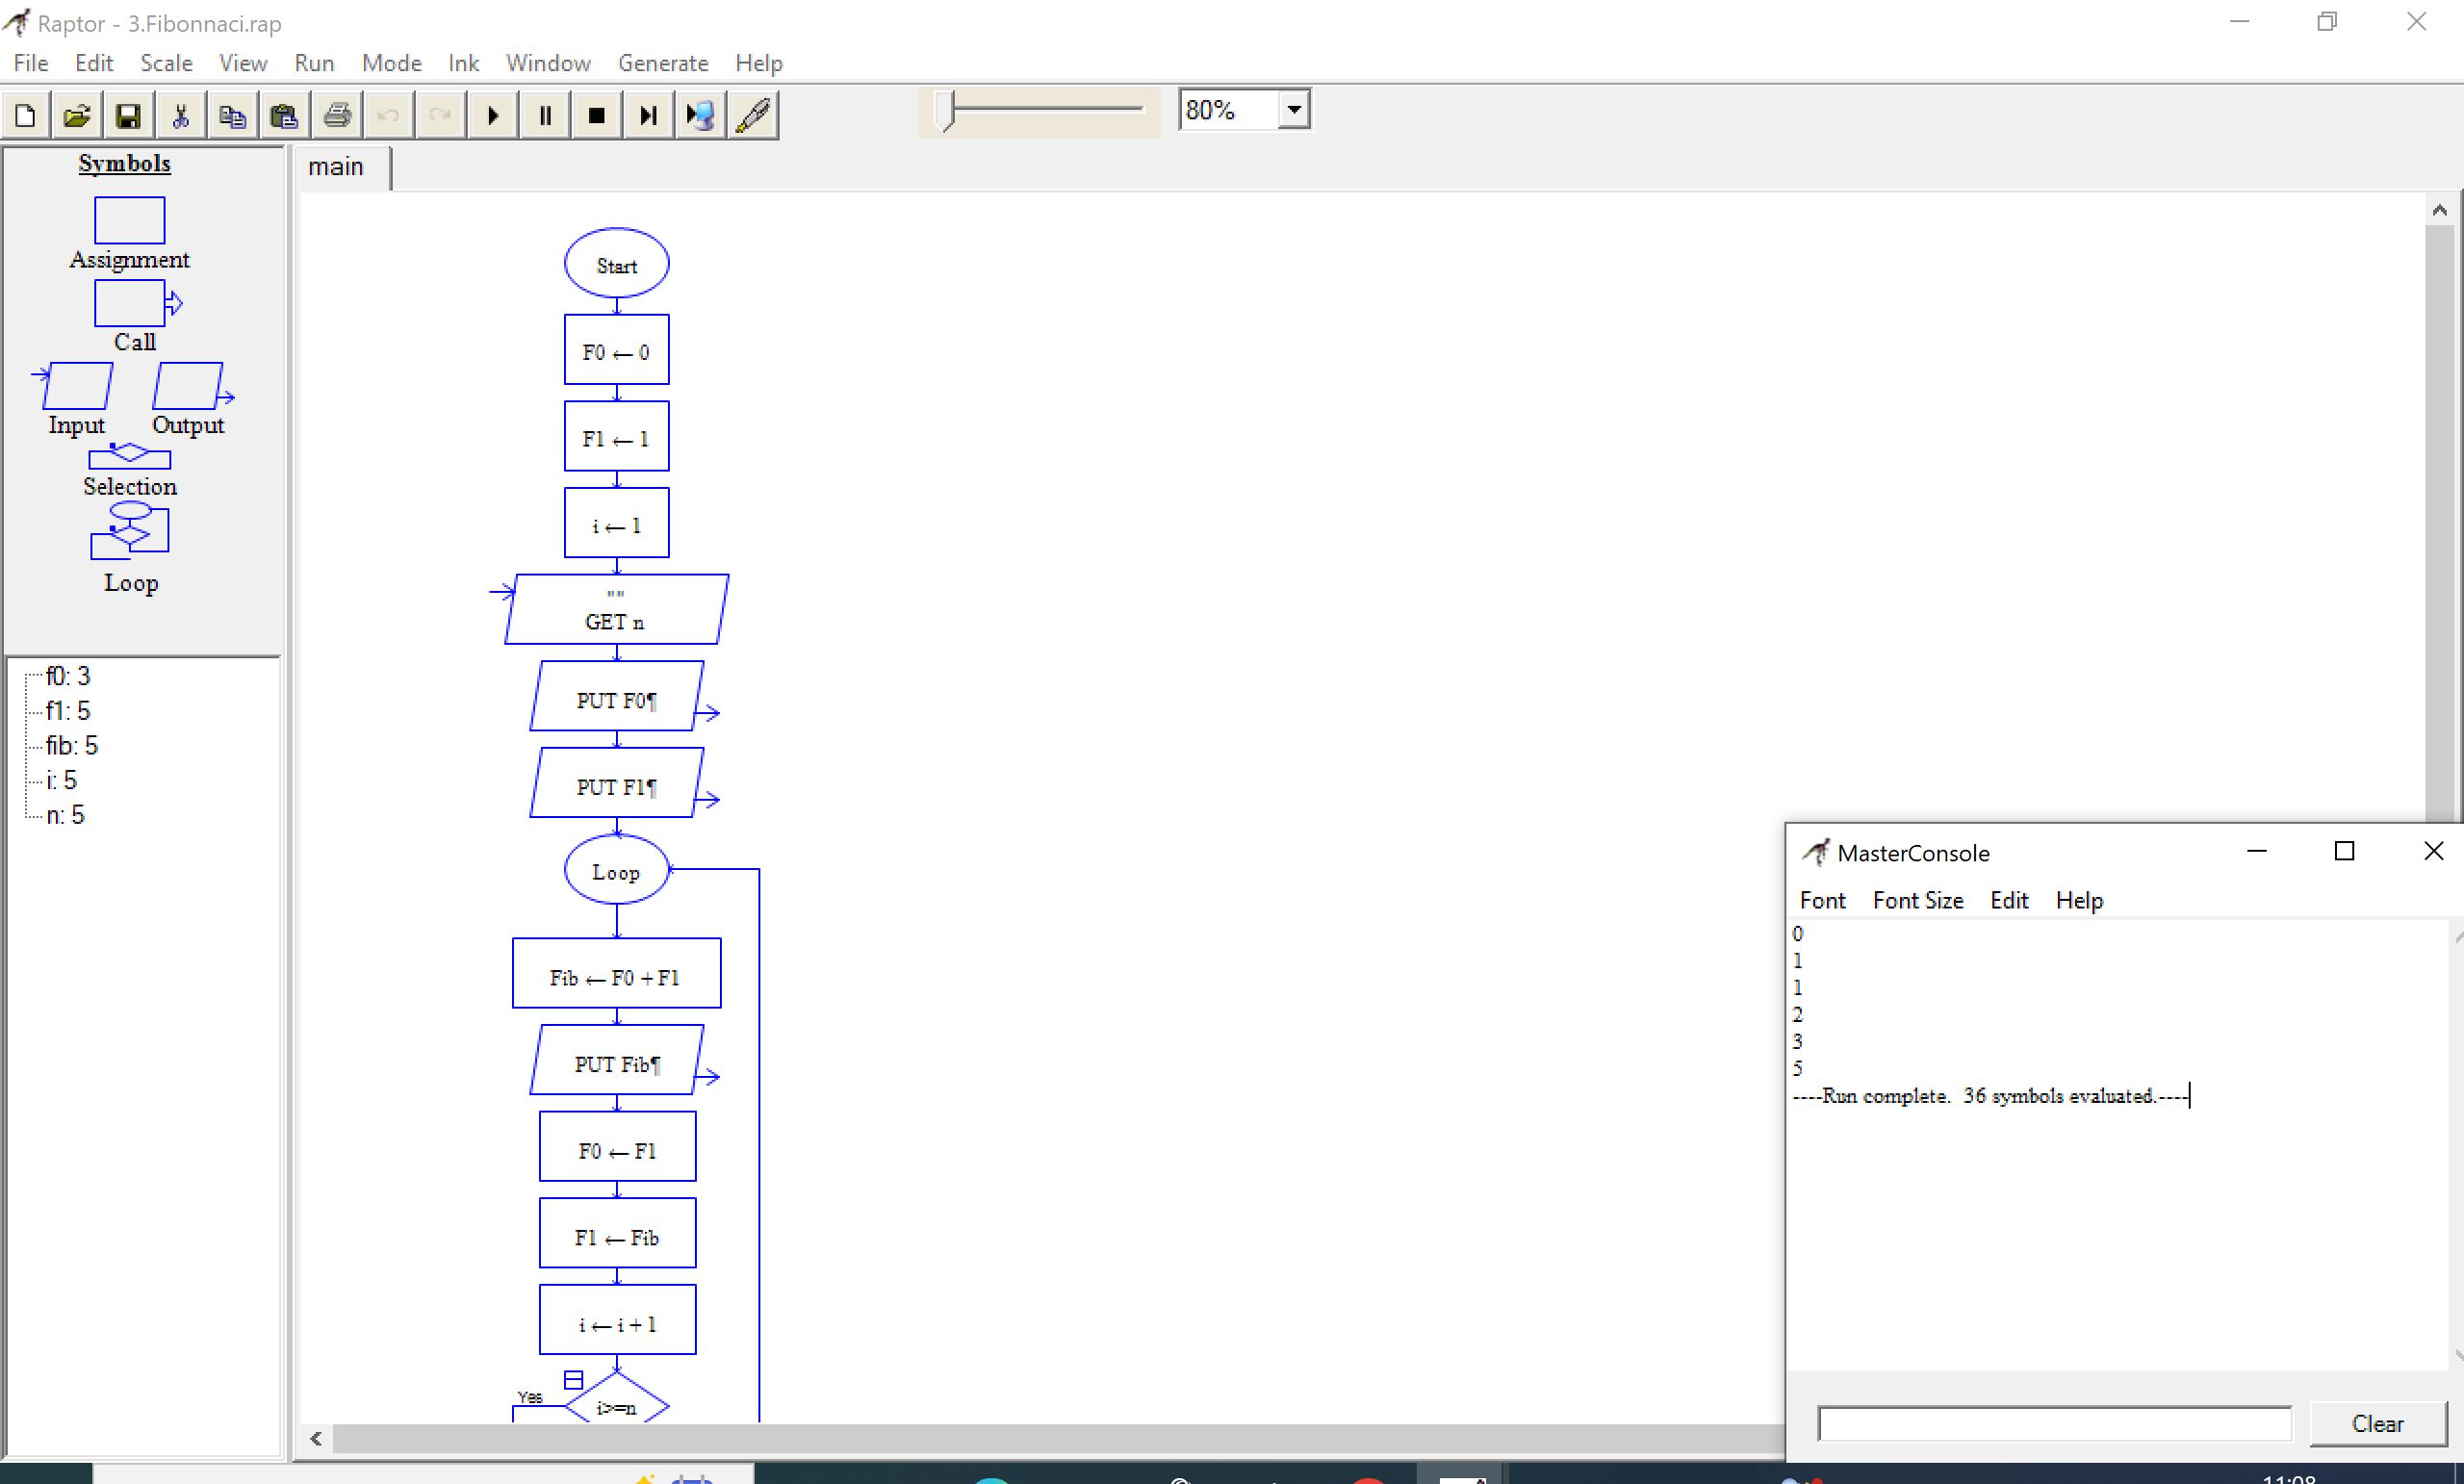 Raptor - 3.Fibonnaci.rap
File Edit Scale View Run Mode Ink Window Generate Help
80%
Symbols
Assignment
Call
Input Output
Selection
Loop
f0: 3
f1: 5
fib: 5
i: 5
n: 5
main
Start
F0 ← 0
F1 ← 1
i ← 1
""
GET n
PUT F0¶
PUT F1¶
Loop
Fib ← F0 + F1
PUT Fib¶
F0 ← F1
F1 ← Fib
i ← i + 1
Yes
i>=n
MasterConsole
Font Font Size Edit Help
0
1
1
2
3
5
----Run complete.  36 symbols evaluated.----
Clear
11:08